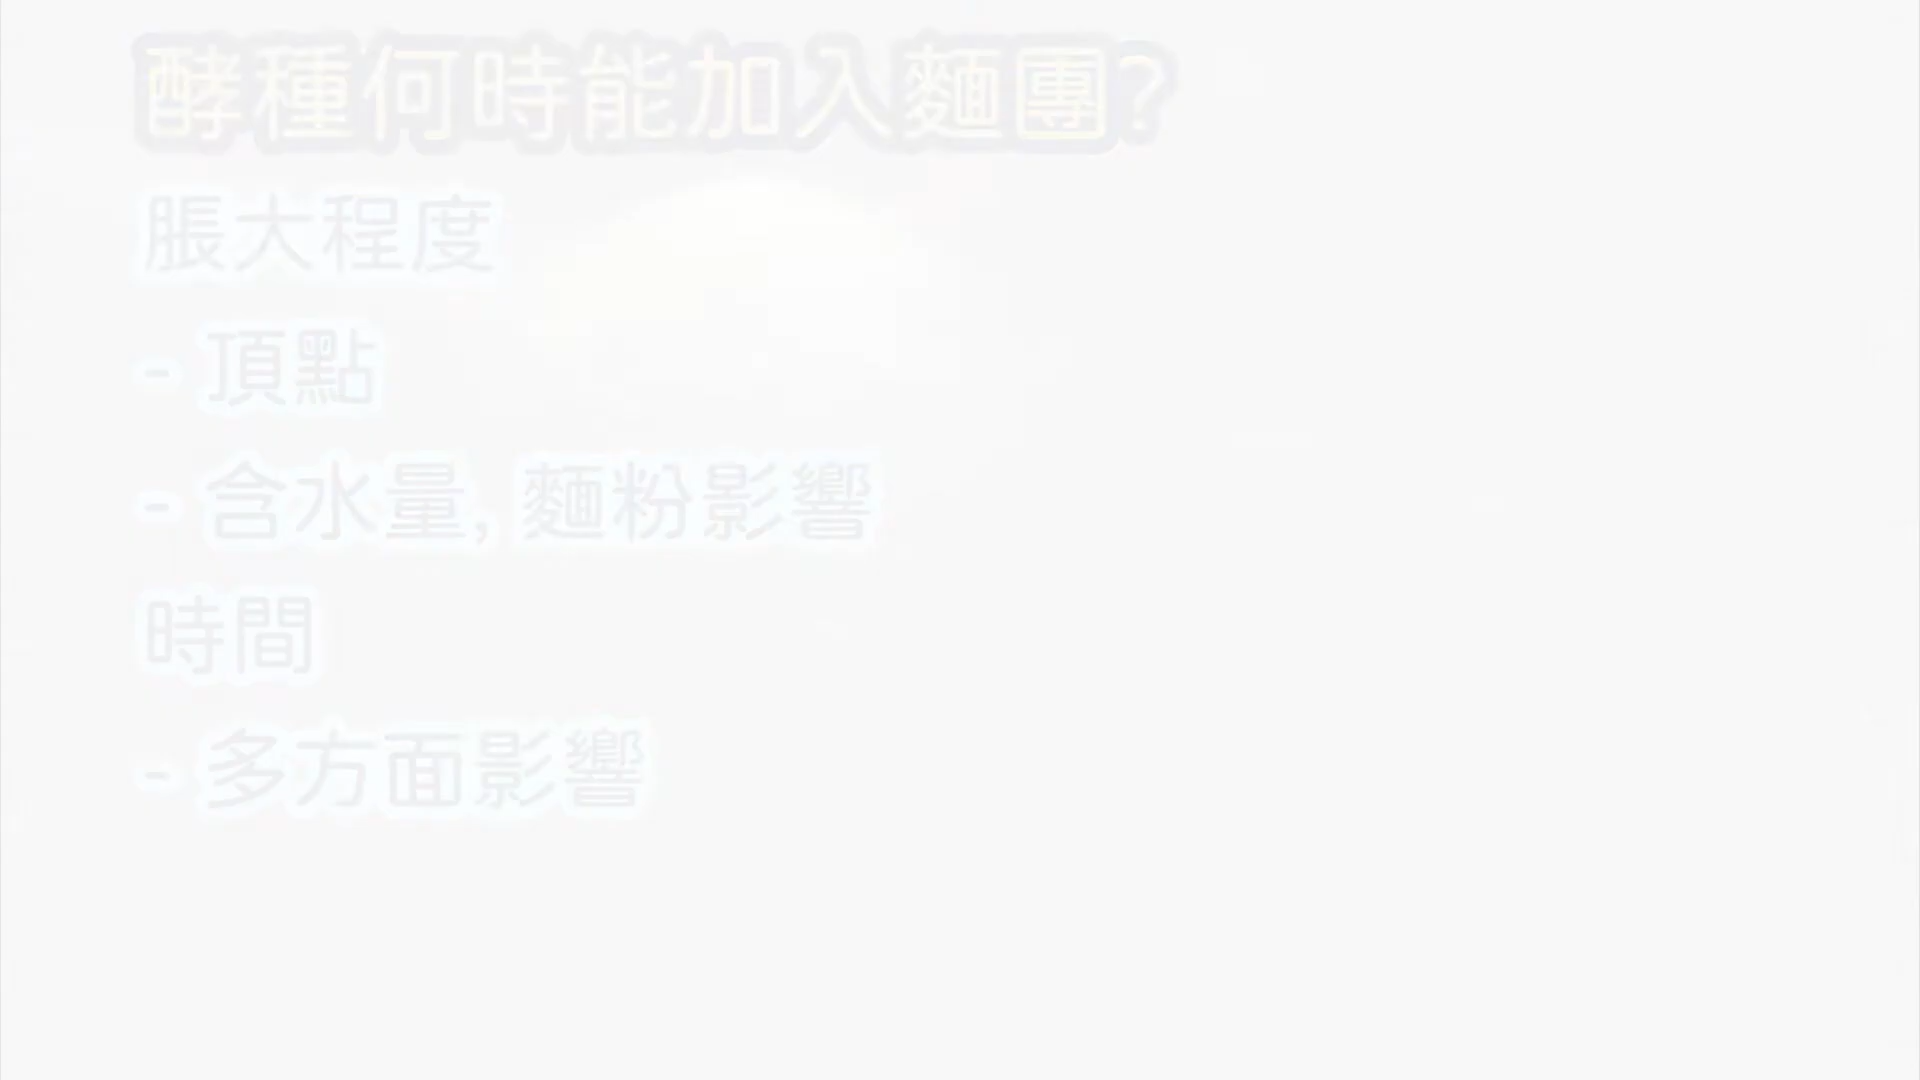 酵種何時能加入麵團?
脹大程度
- 頂點
- 含水量, 麵粉影響
時間
- 多方面影響